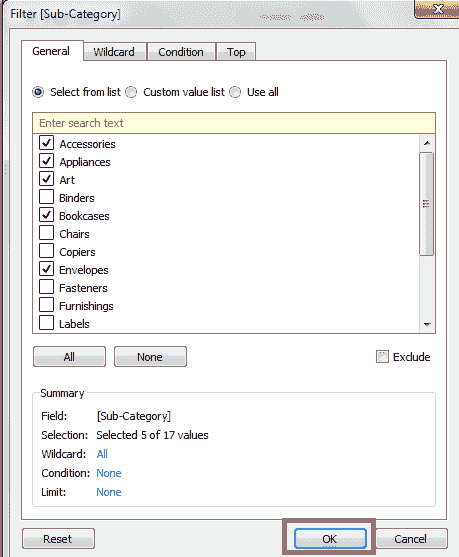 Filter [Sub-Category]
General Wildcard Condition Top
Select from list Custom value list Use all
Enter search text
Accessories
Appliances
Art
Binders
Bookcases
Chairs
Copiers
Envelopes
Fasteners
Furnishings
Labels
All None Exclude
Summary
Field: [Sub-Category]
Selection: Selected 5 of 17 values
Wildcard: All
Condition: None
Limit: None
Reset OK Cancel